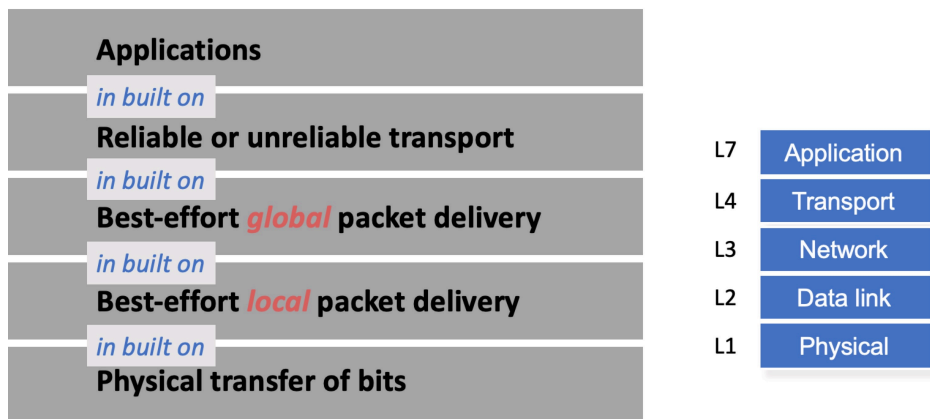 Applications
in built on
Reliable or unreliable transport
in built on
Best-effort global packet delivery
in built on
Best-effort local packet delivery
in built on
Physical transfer of bits
L7 Application
L4 Transport
L3 Network
L2 Data link
L1 Physical